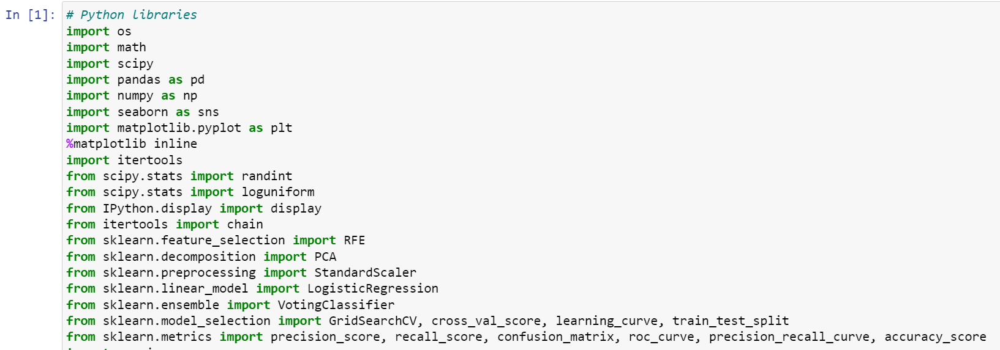 In [1]: # Python libraries
import os
import math
import scipy
import pandas as pd
import numpy as np
import seaborn as sns
import matplotlib.pyplot as plt
%matplotlib inline
import itertools
from scipy.stats import randint
from scipy.stats import loguniform
from IPython.display import display
from itertools import chain
from sklearn.feature_selection import RFE
from sklearn.decomposition import PCA
from sklearn.preprocessing import StandardScaler
from sklearn.linear_model import LogisticRegression
from sklearn.ensemble import VotingClassifier
from sklearn.model_selection import GridSearchCV, cross_val_score, learning_curve, train_test_split
from sklearn.metrics import precision_score, recall_score, confusion_matrix, roc_curve, precision_recall_curve, accuracy_score